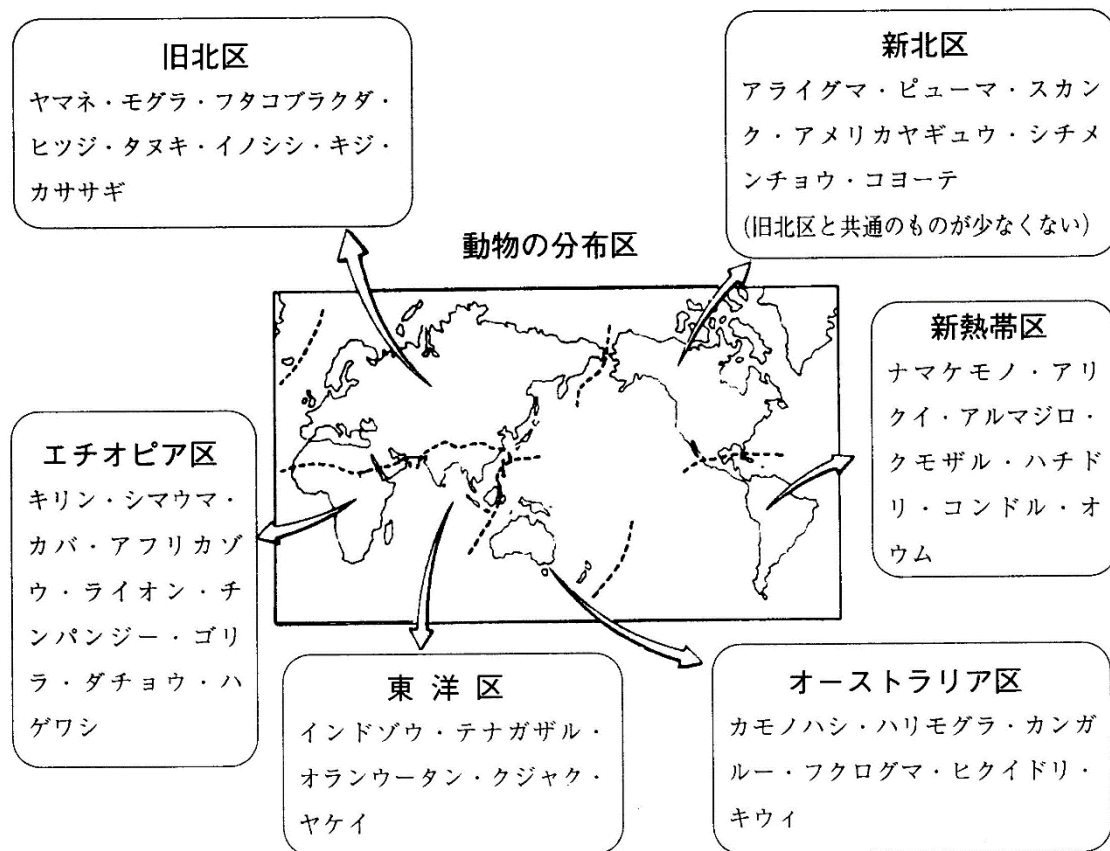 旧北区
ヤマネ・モグラ・フタコブラクダ・
ヒツジ・タヌキ・イノシシ・キジ・
カササギ
新北区
アライグマ・ピューマ・スカン
ク・アメリカヤギュウ・シチメ
ンチョウ・コヨーテ
(旧北区と共通のものが少なくない)
動物の分布区
新熱帯区
ナマケモノ・アリ
クイ・アルマジロ・
クモザル・ハチド
リ・コンドル・オ
ウム
エチオピア区
キリン・シマウマ・
カバ・アフリカゾ
ウ・ライオン・チ
ンパンジー・ゴリ
ラ・ダチョウ・ハ
ゲワシ
東洋区
インドゾウ・テナガザル・
オランウータン・クジャク・
ヤケイ
オーストラリア区
カモノハシ・ハリモグラ・カンガ
ルー・フクログマ・ヒクイドリ・
キウィ